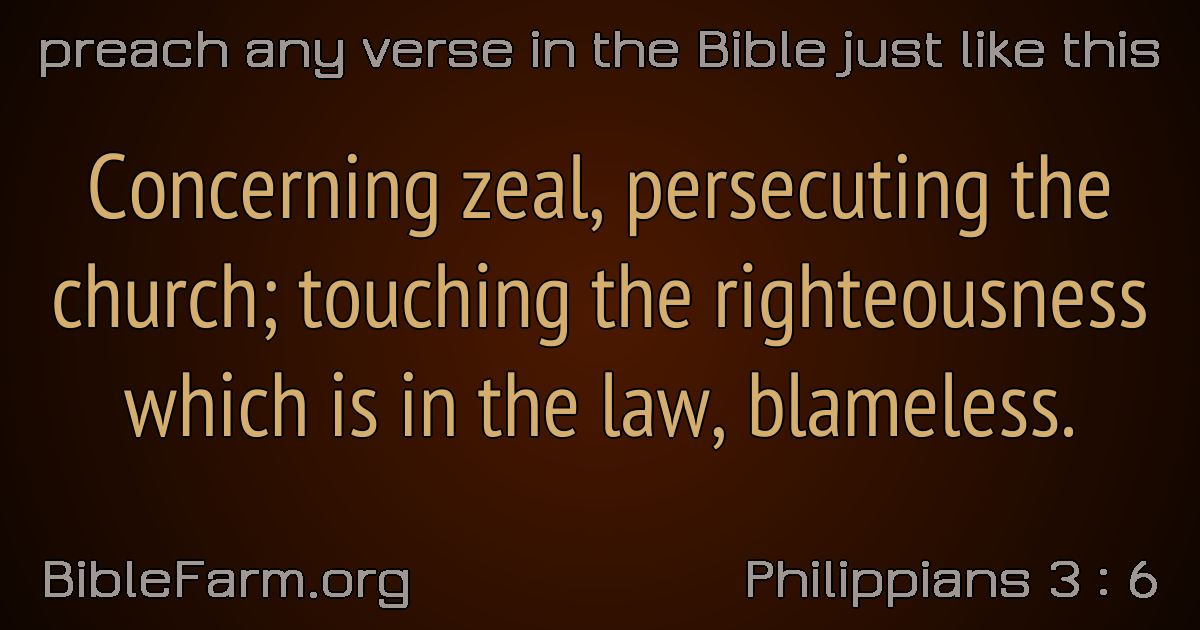 preach any verse in the Bible just like this
Concerning zeal, persecuting the
church; touching the righteousness
which is in the law, blameless.
BibleFarm.org
Philippians 3 : 6